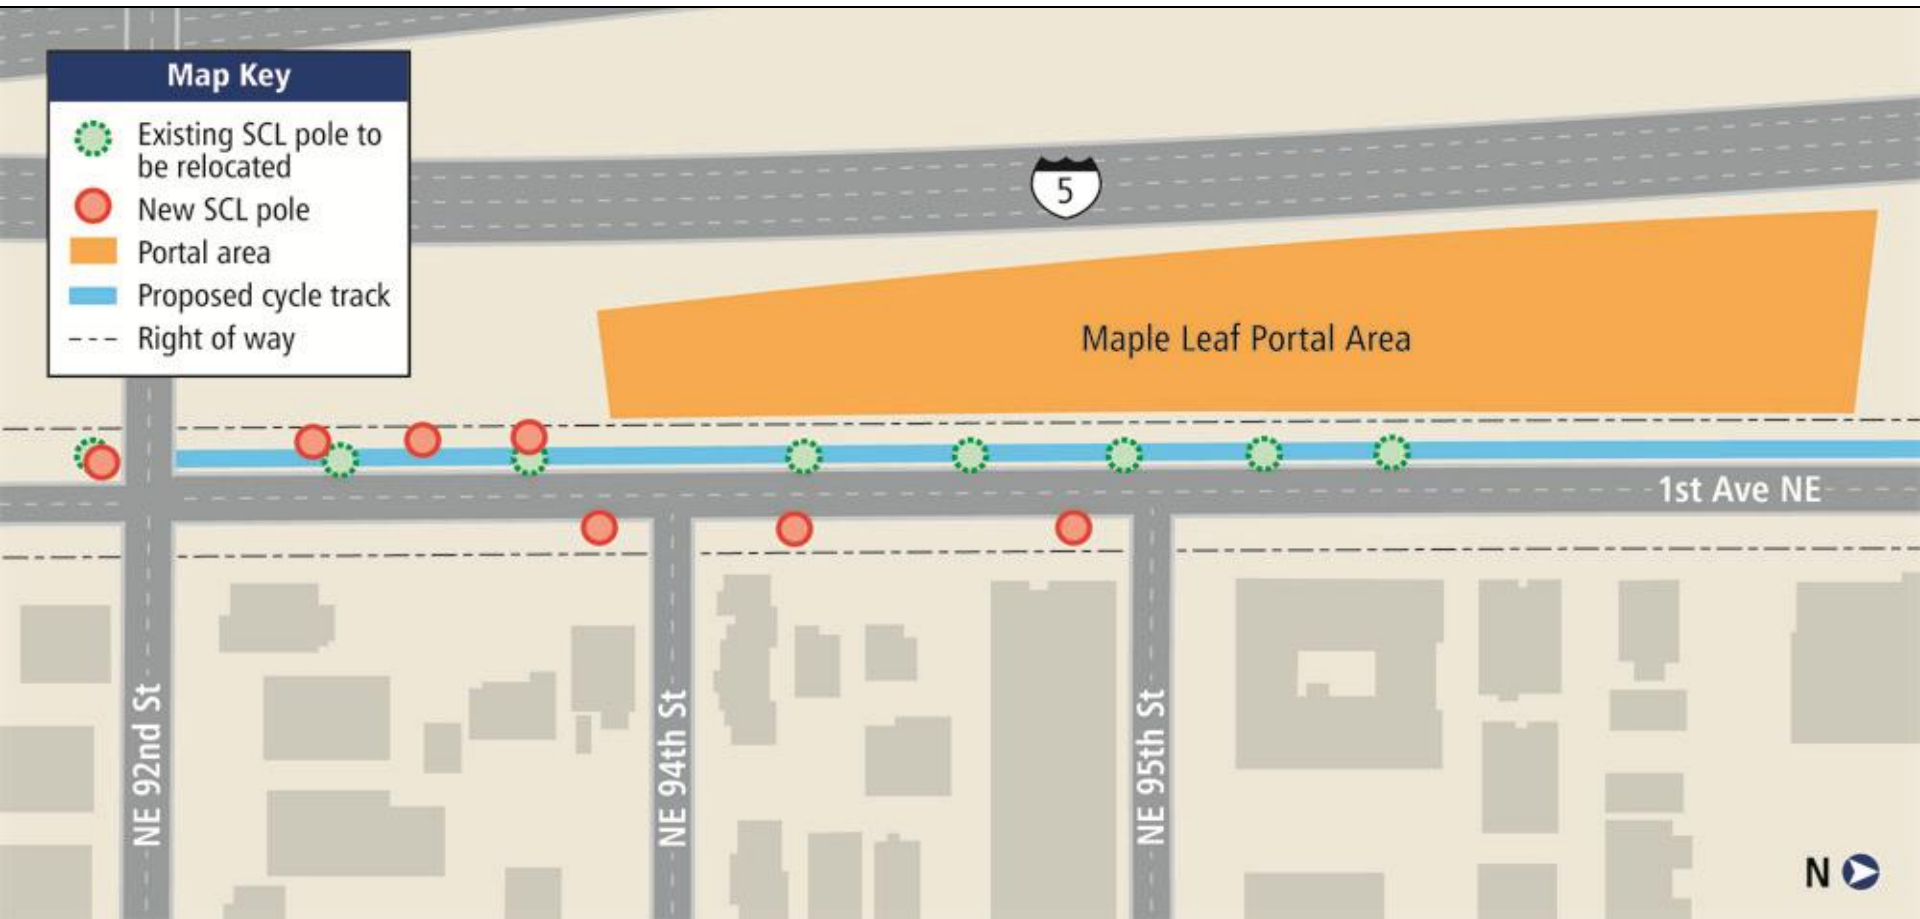 Map Key
Existing SCL pole to
be relocated
New SCL pole
Portal area
Proposed cycle track
Right of way
5
Maple Leaf Portal Area
1st Ave NE
NE 92nd St
NE 94th St
NE 95th St
N